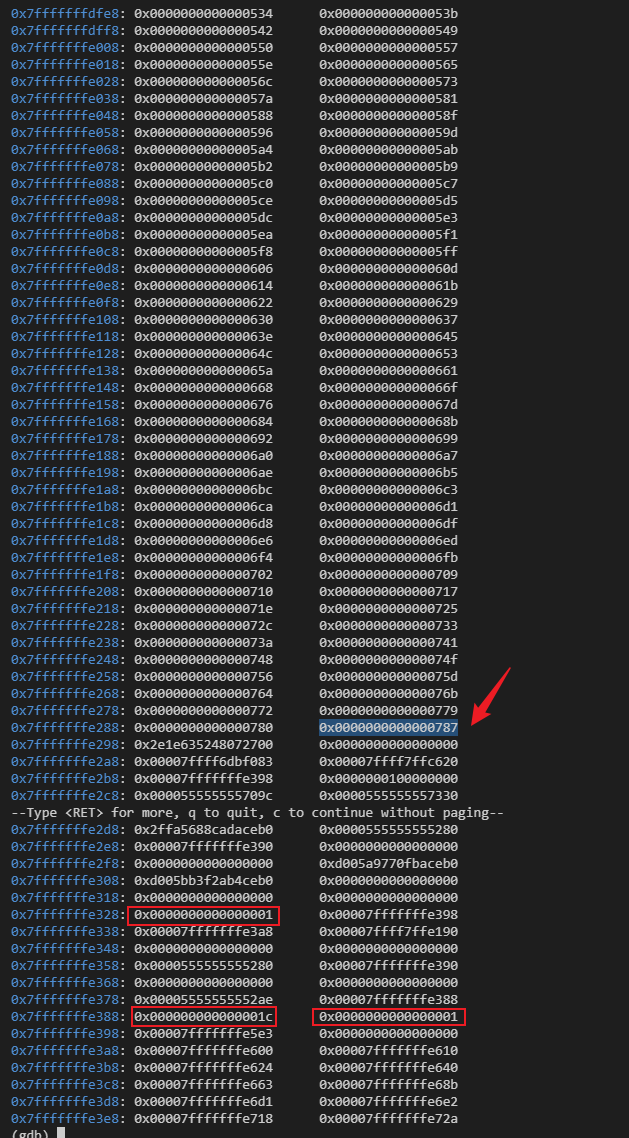 0x7fffffffdfe8: 0x0000000000000534 0x000000000000053b
0x7fffffffdff8: 0x0000000000000542 0x0000000000000549
0x7fffffffe008: 0x0000000000000550 0x0000000000000557
0x7fffffffe018: 0x000000000000055e 0x0000000000000565
0x7fffffffe028: 0x000000000000056c 0x0000000000000573
0x7fffffffe038: 0x000000000000057a 0x0000000000000581
0x7fffffffe048: 0x0000000000000588 0x000000000000058f
0x7fffffffe058: 0x0000000000000596 0x000000000000059d
0x7fffffffe068: 0x00000000000005a4 0x00000000000005ab
0x7fffffffe078: 0x00000000000005b2 0x00000000000005b9
0x7fffffffe088: 0x00000000000005c0 0x00000000000005c7
0x7fffffffe098: 0x00000000000005ce 0x00000000000005d5
0x7fffffffe0a8: 0x00000000000005dc 0x00000000000005e3
0x7fffffffe0b8: 0x00000000000005ea 0x00000000000005f1
0x7fffffffe0c8: 0x00000000000005f8 0x00000000000005ff
0x7fffffffe0d8: 0x0000000000000606 0x000000000000060d
0x7fffffffe0e8: 0x0000000000000614 0x000000000000061b
0x7fffffffe0f8: 0x0000000000000622 0x0000000000000629
0x7fffffffe108: 0x0000000000000630 0x0000000000000637
0x7fffffffe118: 0x000000000000063e 0x0000000000000645
0x7fffffffe128: 0x000000000000064c 0x0000000000000653
0x7fffffffe138: 0x000000000000065a 0x0000000000000661
0x7fffffffe148: 0x0000000000000668 0x000000000000066f
0x7fffffffe158: 0x0000000000000676 0x000000000000067d
0x7fffffffe168: 0x0000000000000684 0x000000000000068b
0x7fffffffe178: 0x0000000000000692 0x0000000000000699
0x7fffffffe188: 0x00000000000006a0 0x00000000000006a7
0x7fffffffe198: 0x00000000000006ae 0x00000000000006b5
0x7fffffffe1a8: 0x00000000000006bc 0x00000000000006c3
0x7fffffffe1b8: 0x00000000000006ca 0x00000000000006d1
0x7fffffffe1c8: 0x00000000000006d8 0x00000000000006df
0x7fffffffe1d8: 0x00000000000006e6 0x00000000000006ed
0x7fffffffe1e8: 0x00000000000006f4 0x00000000000006fb
0x7fffffffe1f8: 0x0000000000000702 0x0000000000000709
0x7fffffffe208: 0x0000000000000710 0x0000000000000717
0x7fffffffe218: 0x000000000000071e 0x0000000000000725
0x7fffffffe228: 0x000000000000072c 0x0000000000000733
0x7fffffffe238: 0x000000000000073a 0x0000000000000741
0x7fffffffe248: 0x0000000000000748 0x000000000000074f
0x7fffffffe258: 0x0000000000000756 0x000000000000075d
0x7fffffffe268: 0x0000000000000764 0x000000000000076b
0x7fffffffe278: 0x0000000000000772 0x0000000000000779
0x7fffffffe288: 0x0000000000000780 0x0000000000000787
0x7fffffffe298: 0x2e1e635248072700 0x0000000000000000
0x7fffffffe2a8: 0x00007ffff6dbf083 0x00007ffff7ffc620
0x7fffffffe2b8: 0x00007fffffffe398 0x0000000100000000
0x7fffffffe2c8: 0x000055555555709c 0x0000555555557330
--Type <RET> for more, q to quit, c to continue without paging--
0x7fffffffe2d8: 0x2ffa5688cadaceb0 0x0000555555555280
0x7fffffffe2e8: 0x00007fffffffe390 0x0000000000000000
0x7fffffffe2f8: 0x0000000000000000 0xd005a9770fbaceb0
0x7fffffffe308: 0xd005bb3f2ab4ceb0 0x0000000000000000
0x7fffffffe318: 0x0000000000000000 0x0000000000000000
0x7fffffffe328: 0x0000000000000001 0x00007fffffffe398
0x7fffffffe338: 0x00007fffffffe3a8 0x00007ffff7ffe190
0x7fffffffe348: 0x0000000000000000 0x0000000000000000
0x7fffffffe358: 0x0000555555555280 0x00007fffffffe390
0x7fffffffe368: 0x0000000000000000 0x0000000000000000
0x7fffffffe378: 0x00005555555552ae 0x00007fffffffe388
0x7fffffffe388: 0x000000000000001c 0x0000000000000001
0x7fffffffe398: 0x00007fffffffe5e3 0x0000000000000000
0x7fffffffe3a8: 0x00007fffffffe600 0x00007fffffffe610
0x7fffffffe3b8: 0x00007fffffffe624 0x00007fffffffe640
0x7fffffffe3c8: 0x00007fffffffe663 0x00007fffffffe68b
0x7fffffffe3d8: 0x00007fffffffe6d1 0x00007fffffffe6e2
0x7fffffffe3e8: 0x00007fffffffe718 0x00007fffffffe72a
(gdb)